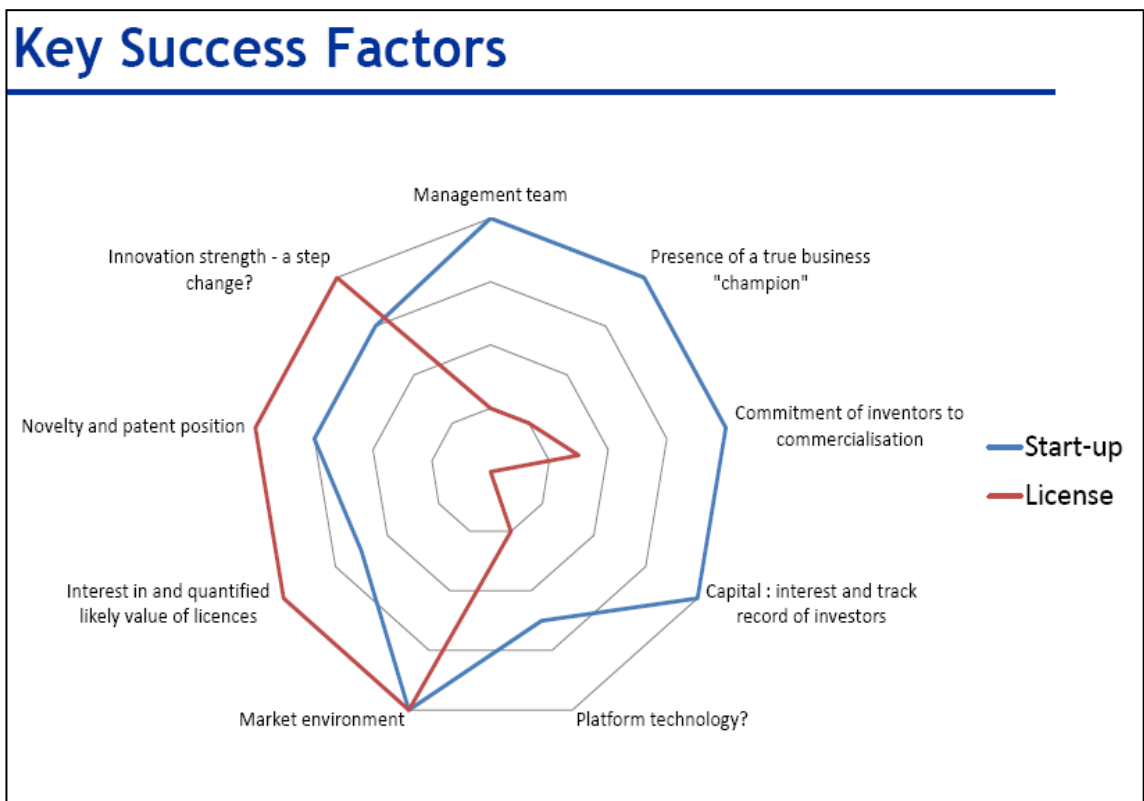 Key Success Factors
Management team
Innovation strength - a step
change?
Presence of a true business
"champion"
Novelty and patent position
Commitment of inventors to
commercialisation
Start-up
License
Interest in and quantified
likely value of licences
Capital : interest and track
record of investors
Market environment
Platform technology?